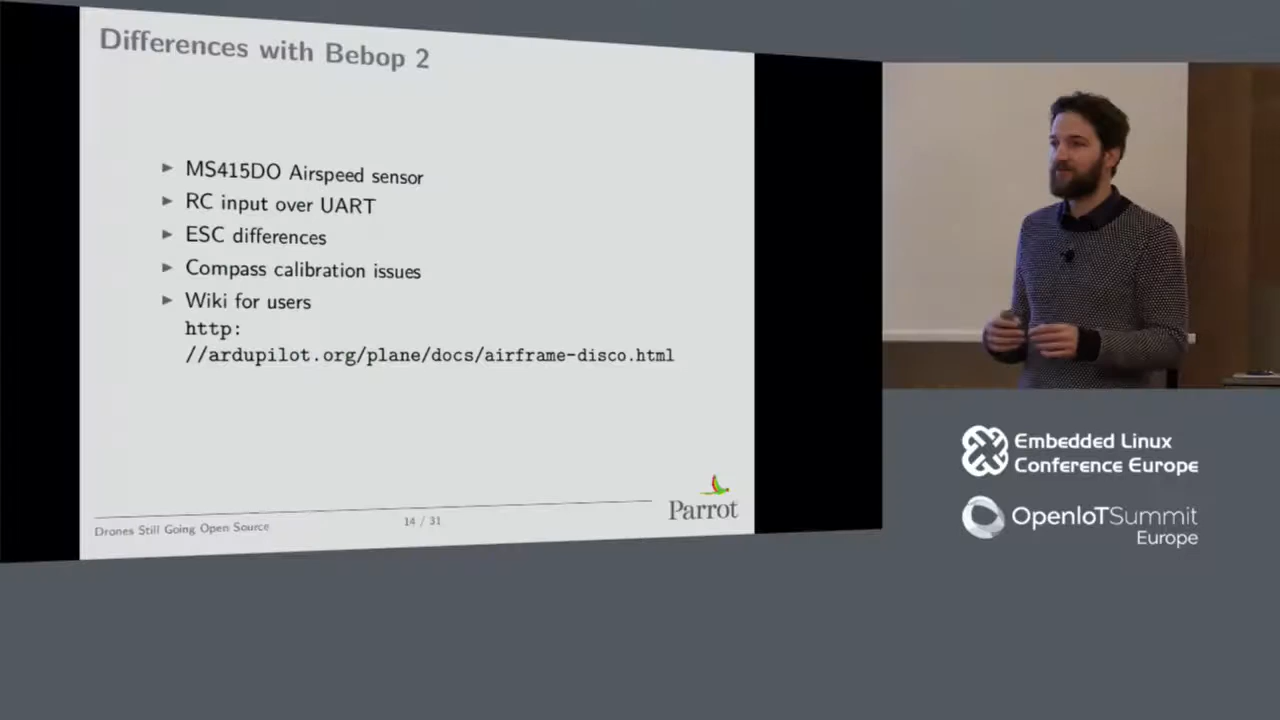 Differences with Bebop 2
MS415DO Airspeed sensor
RC input over UART
ESC differences
Compass calibration issues
Wiki for users
http:
//ardupilot.org/plane/docs/airframe-disco.html
Drones Still Going Open Source
14 / 31
Parrot
Embedded Linux
Conference Europe
OpenIoTSummit
Europe